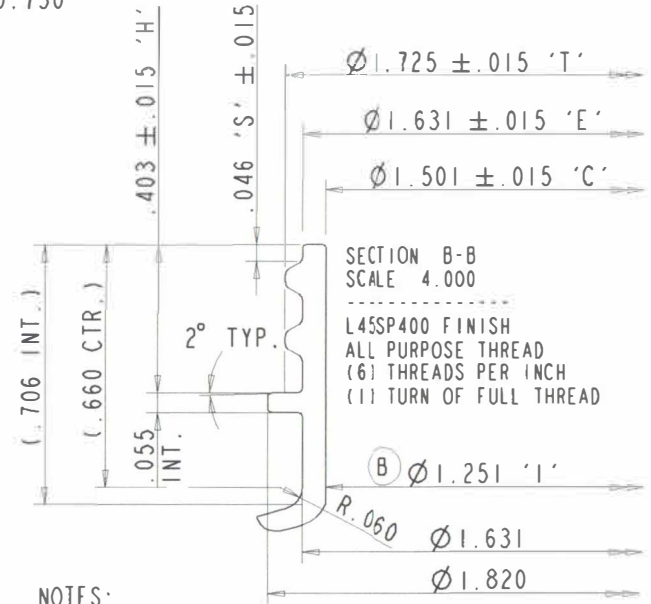 .403 ±.015 'H'
.046 'S' ±.015
Ø1.725 ±.015 'T'
Ø1.631 ±.015 'E'
Ø1.501 ±.015 'C'
SECTION B-B
SCALE 4.000
L45SP400 FINISH
ALL PURPOSE THREAD
(6) THREADS PER INCH
(1) TURN OF FULL THREAD
2° TYP.
(.706 INT.)
(.660 CTR.)
.055
INT.
B Ø1.251 'I'
R.060
Ø1.631
Ø1.820
NOTES: